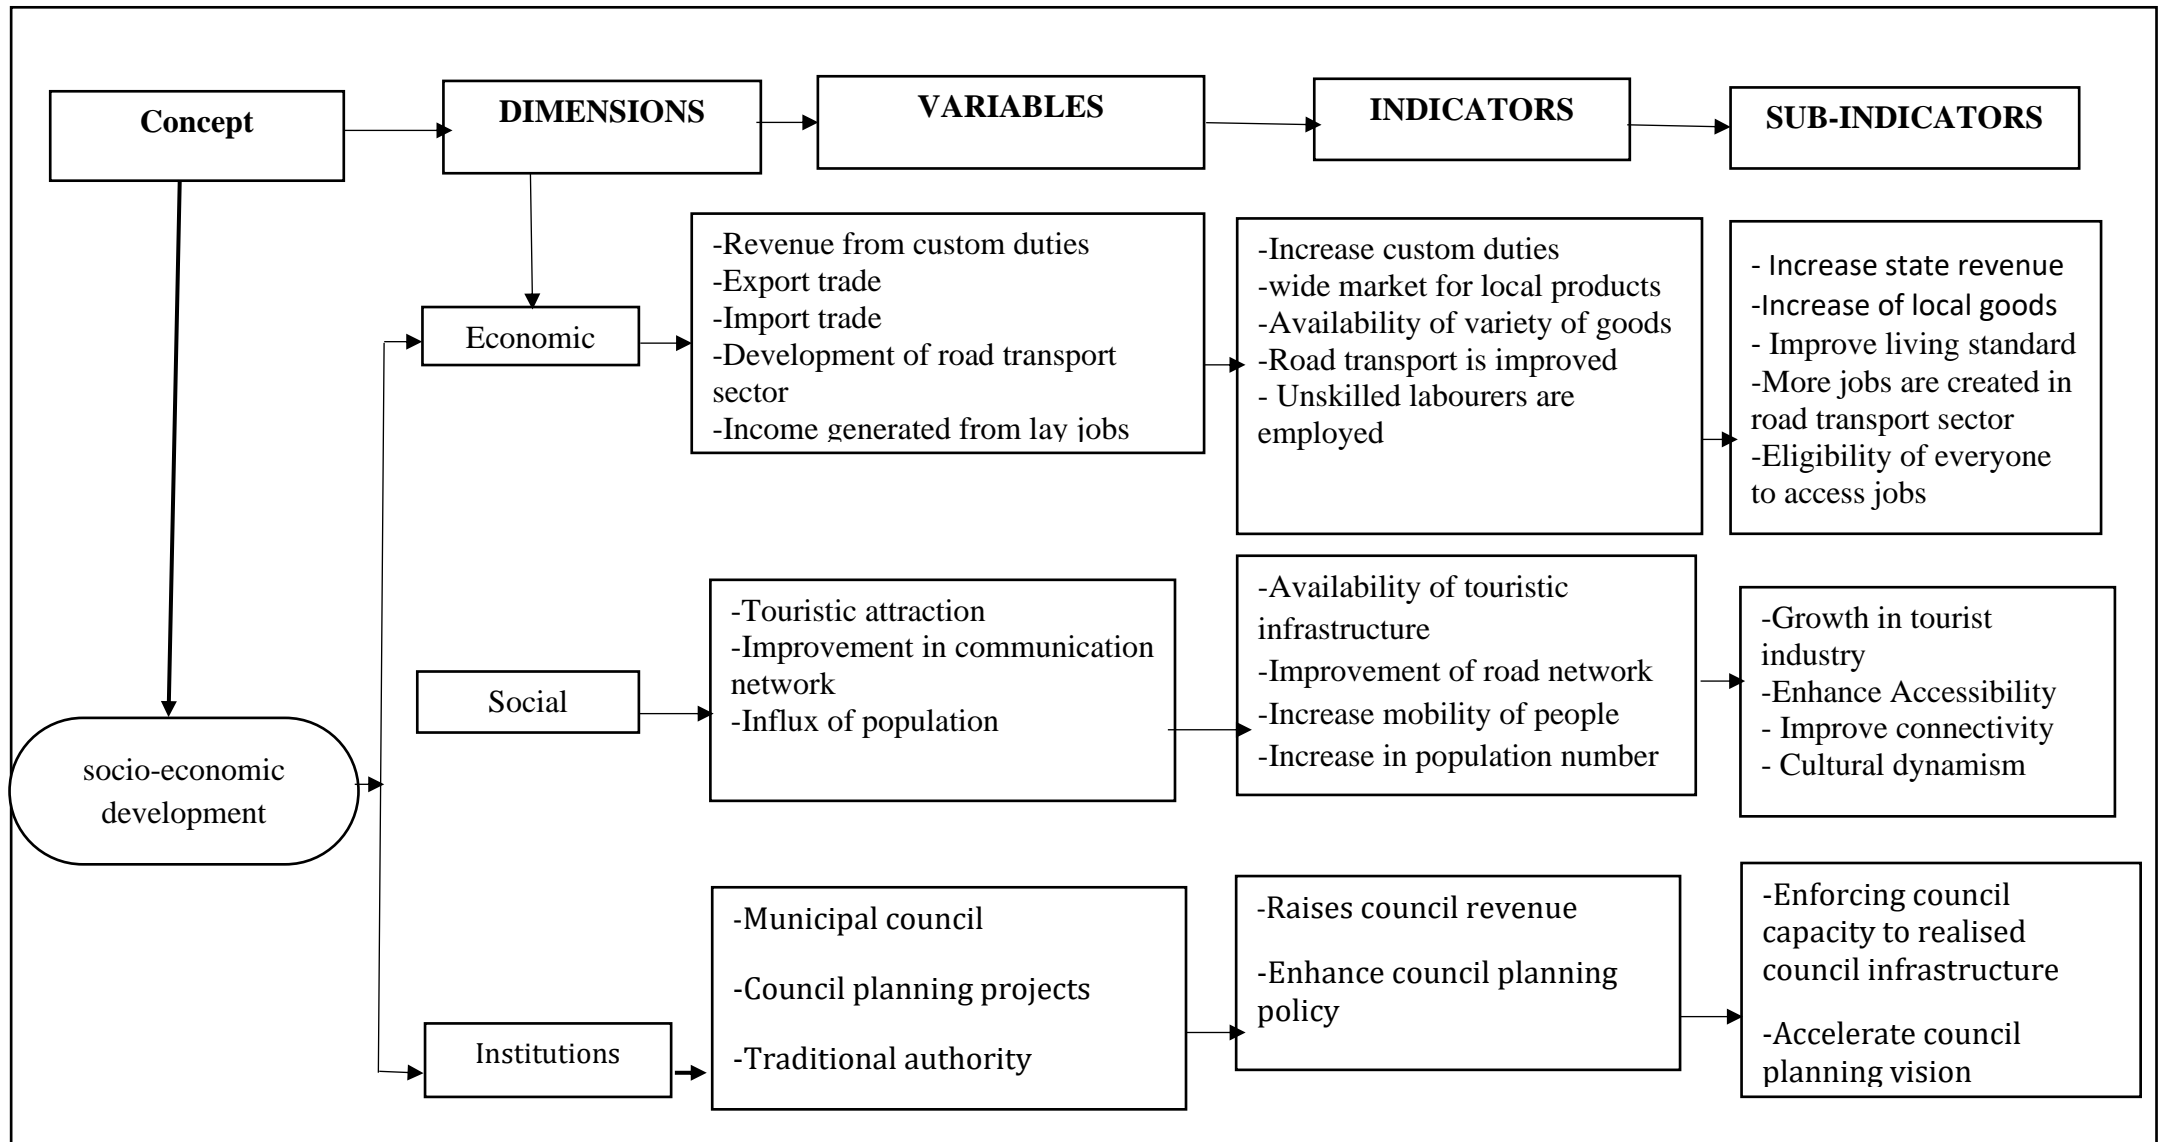 Concept
DIMENSIONS
VARIABLES
INDICATORS
SUB-INDICATORS
Economic
-Revenue from custom duties
-Export trade
-Import trade
-Development of road transport
sector
-Income generated from lay jobs
-Increase custom duties
-wide market for local products
-Availability of variety of goods
-Road transport is improved
- Unskilled labourers are
employed
- Increase state revenue
-Increase of local goods
- Improve living standard
-More jobs are created in
road transport sector
-Eligibility of everyone
to access jobs
socio-economic
development
Social
-Touristic attraction
-Improvement in communication
network
-Influx of population
-Availability of touristic
infrastructure
-Improvement of road network
-Increase mobility of people
-Increase in population number
-Growth in tourist
industry
-Enhance Accessibility
- Improve connectivity
- Cultural dynamism
Institutions
-Municipal council
-Council planning projects
-Traditional authority
-Raises council revenue
-Enhance council planning
policy
-Enforcing council
capacity to realised
council infrastructure
-Accelerate council
planning vision